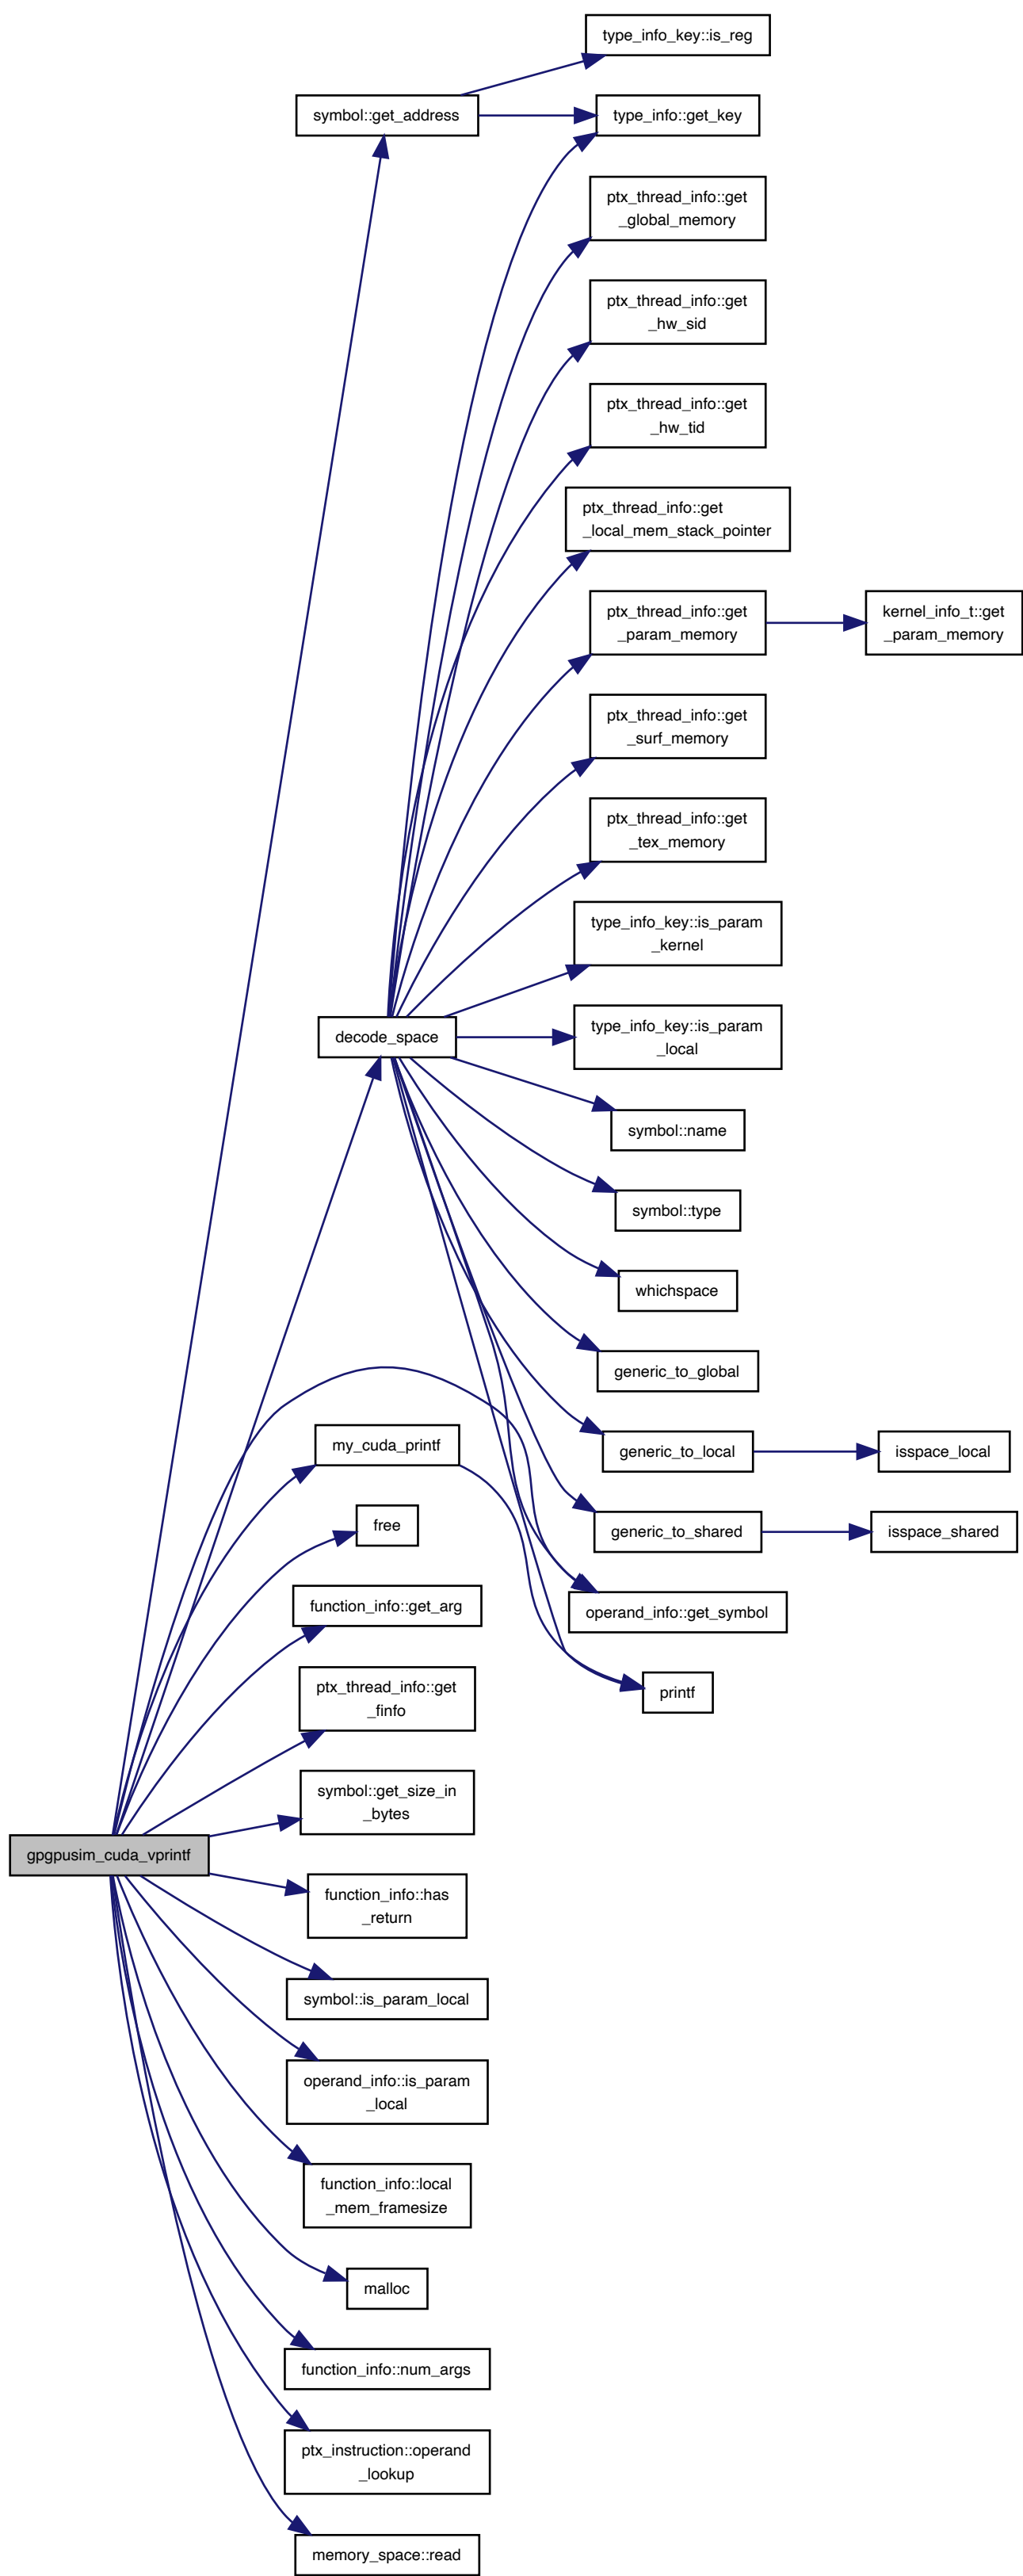 type_info_key::is_reg
symbol::get_address
type_info::get_key
ptx_thread_info::get
_global_memory
ptx_thread_info::get
_hw_sid
ptx_thread_info::get
_hw_tid
ptx_thread_info::get
_local_mem_stack_pointer
ptx_thread_info::get
_param_memory
kernel_info_t::get
_param_memory
ptx_thread_info::get
_surf_memory
ptx_thread_info::get
_tex_memory
type_info_key::is_param
_kernel
decode_space
type_info_key::is_param
_local
symbol::name
symbol::type
whichspace
generic_to_global
my_cuda_printf
generic_to_local
isspace_local
free
generic_to_shared
isspace_shared
function_info::get_arg
operand_info::get_symbol
ptx_thread_info::get
_finfo
printf
symbol::get_size_in
_bytes
gpgpusim_cuda_vprintf
function_info::has
_return
symbol::is_param_local
operand_info::is_param
_local
function_info::local
_mem_framesize
malloc
function_info::num_args
ptx_instruction::operand
_lookup
memory_space::read